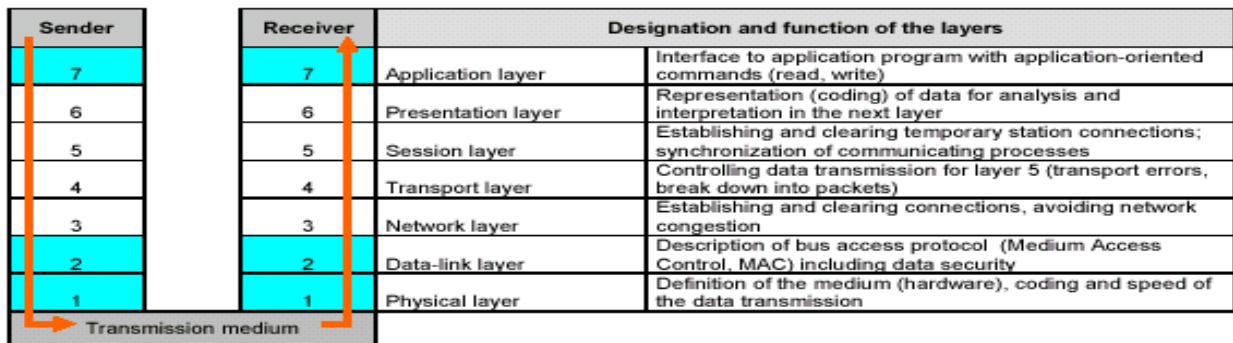 Sender Receiver Designation and function of the layers
7 7 Application layer Interface to application program with application-oriented
commands (read, write)
6 6 Presentation layer Representation (coding) of data for analysis and
interpretation in the next layer
5 5 Session layer Establishing and clearing temporary station connections;
synchronization of communicating processes
4 4 Transport layer Controlling data transmission for layer 5 (transport errors,
break down into packets)
3 3 Network layer Establishing and clearing connections, avoiding network
congestion
2 2 Data-link layer Description of bus access protocol (Medium Access
Control, MAC) including data security
1 1 Physical layer Definition of the medium (hardware), coding and speed of
the data transmission
Transmission medium